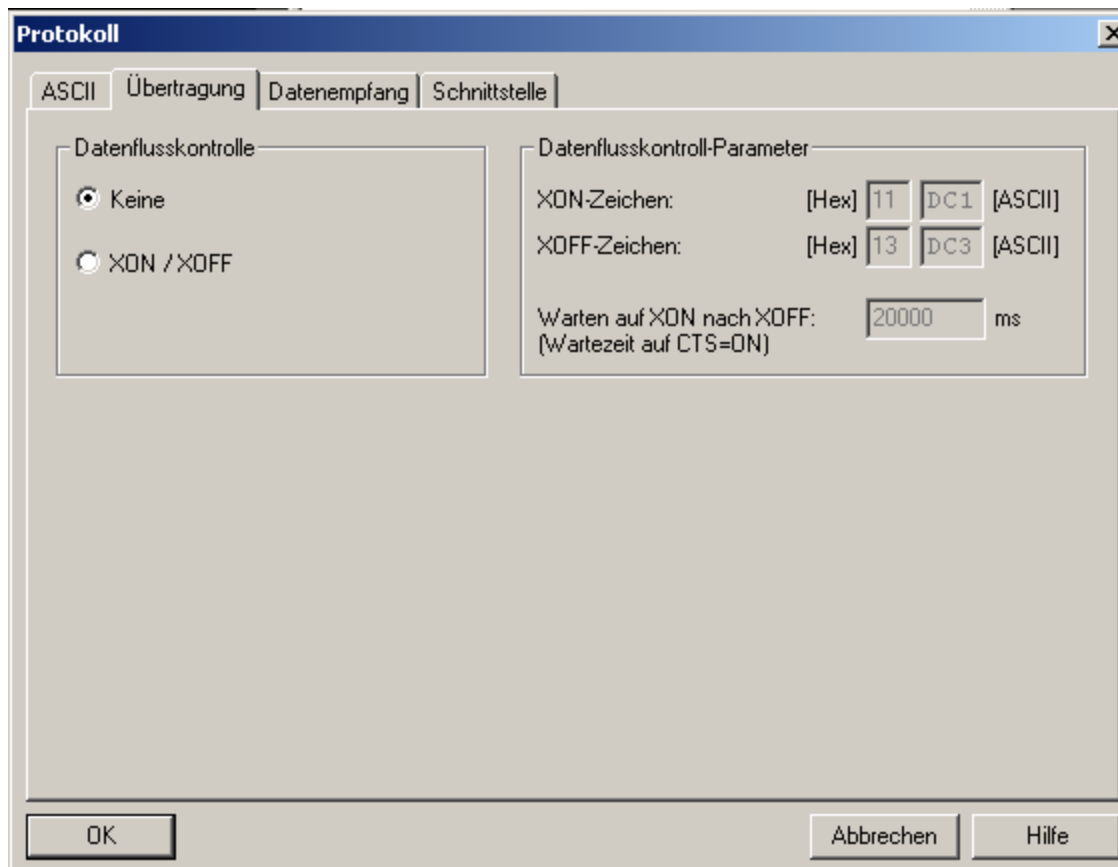 Protokoll
ASCII Übertragung Datenempfang Schnittstelle
Datenflusskontrolle
Keine
XON / XOFF
Datenflusskontroll-Parameter
XON-Zeichen: [Hex] 11 DC1 [ASCII]
XOFF-Zeichen: [Hex] 13 DC3 [ASCII]
Warten auf XON nach XOFF: 20000 ms
(Wartezeit auf CTS=ON)
OK Abbrechen Hilfe